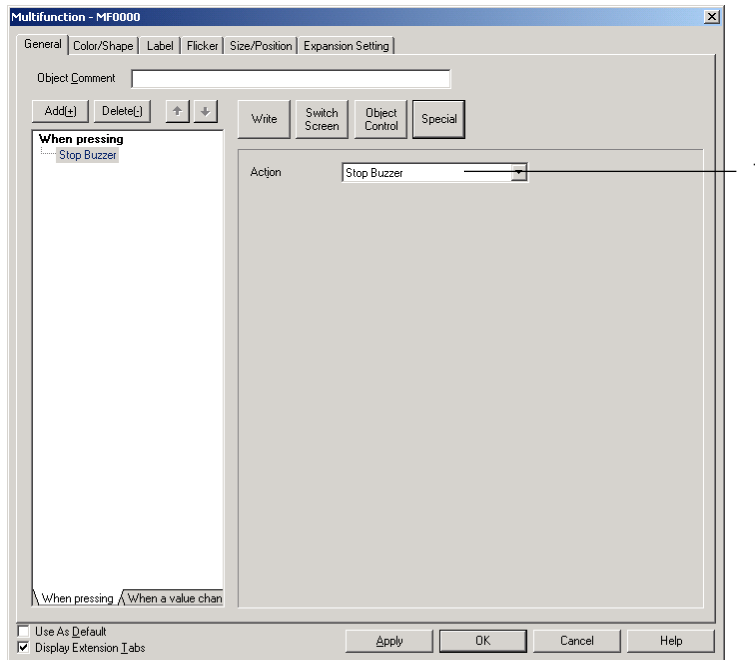 Multifunction - MF0000
General Color/Shape Label Flicker Size/Position Expansion Setting
Object Comment
Add(+) Delete(-)
Write
Switch Screen
Object Control
Special
When pressing
Stop Buzzer
Action Stop Buzzer
When pressing When a value chan
Use As Default
Display Extension Tabs
Apply OK Cancel Help